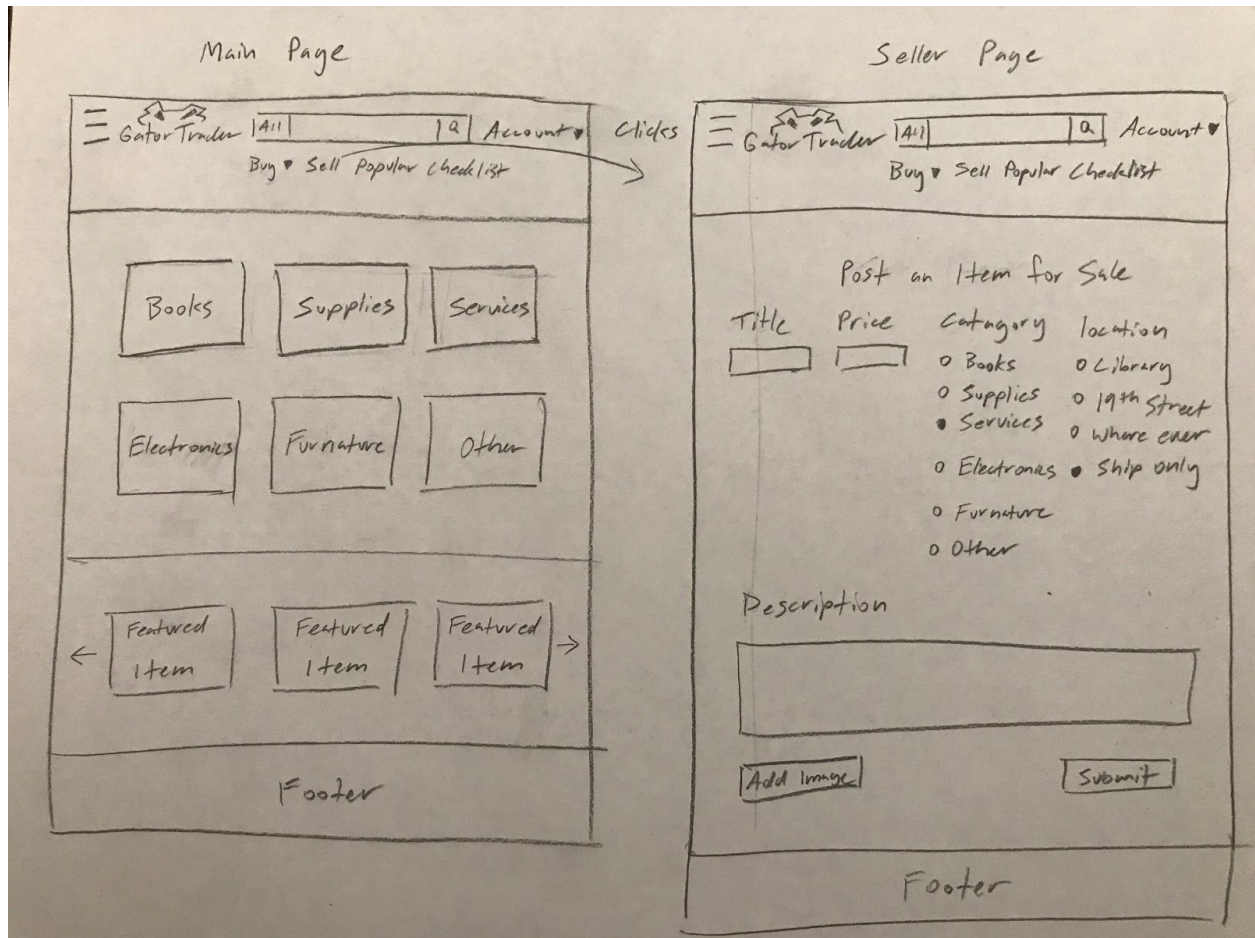 Main Page
Gator Trader All Q Account
Buy Sell Popular Checklist
Books Supplies Services
Electronics Furnature Other
Featured Item Featured Item Featured Item
Footer
Clicks
Seller Page
Gator Trader All Q Account
Buy Sell Popular Checklist
Post an Item for Sale
Title Price Catagory location
Books Library
Supplies 19th Street
Services where ever
Electronics Ship only
Furnature
Other
Description
Add Image Submit
Footer